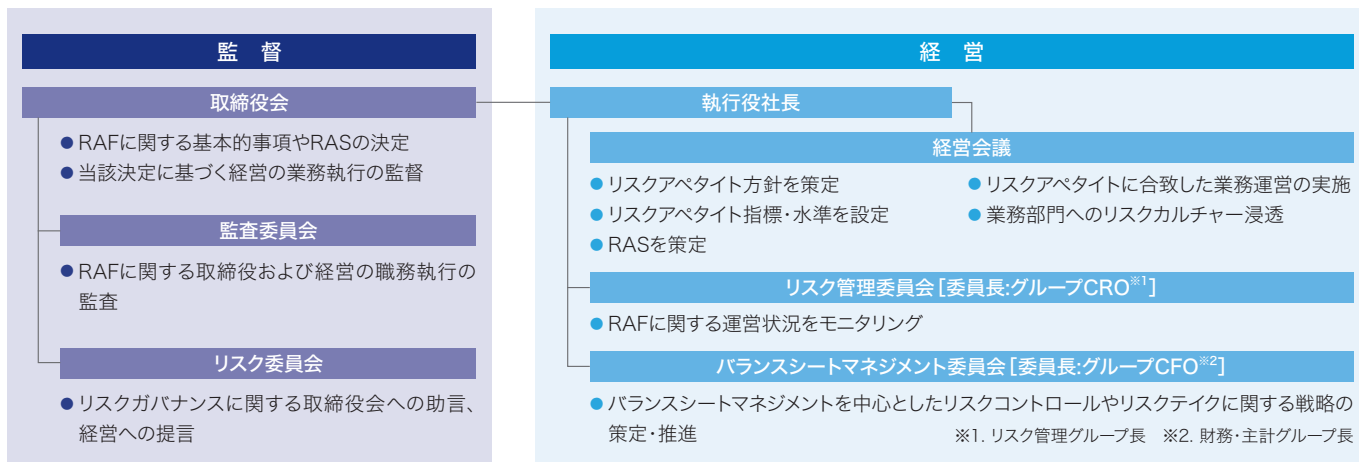 監 督
取締役会
● RAFに関する基本的事項やRASの決定
● 当該決定に基づく経営の業務執行の監督
監査委員会
● RAFに関する取締役および経営の職務執行の
監査
リスク委員会
● リスクガバナンスに関する取締役会への助言、
経営への提言
経 営
執行役社長
経営会議
● リスクアペタイト方針を策定
● リスクアペタイト指標・水準を設定
● RASを策定
● リスクアペタイトに合致した業務運営の実施
● 業務部門へのリスクカルチャー浸透
リスク管理委員会[委員長:グループCRO※1]
● RAFに関する運営状況をモニタリング
バランスシートマネジメント委員会[委員長:グループCFO※2]
● バランスシートマネジメントを中心としたリスクコントロールやリスクテイクに関する戦略の
策定・推進
※1. リスク管理グループ長 ※2. 財務・主計グループ長